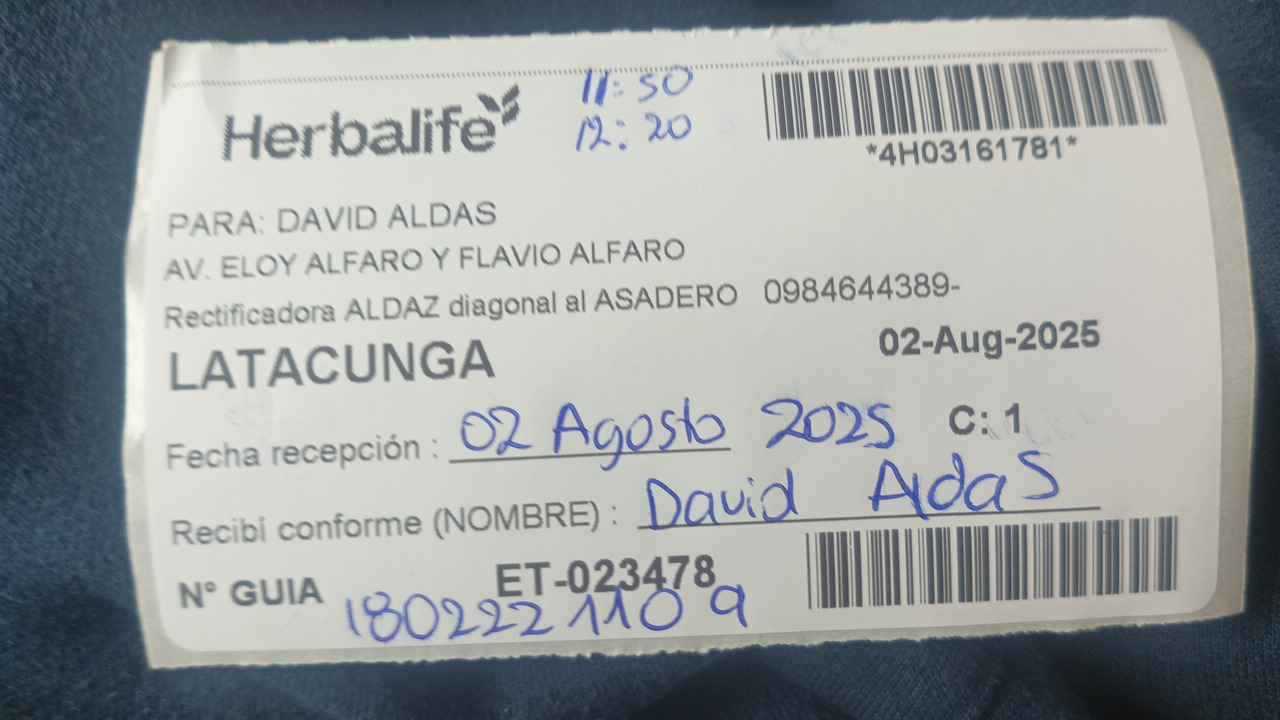 Herbalife
11:50
12:20
*4H03161781*
PARA: DAVID ALDAS
AV. ELOY ALFARO Y FLAVIO ALFARO
Rectificadora ALDAZ diagonal al ASADERO 0984644389-
LATACUNGA 02-Aug-2025
Fecha recepción : 02 Agosto 2025 C: 1
Recibi conforme (NOMBRE) : David Aldas
N° GUIA ET-023478
1802221109